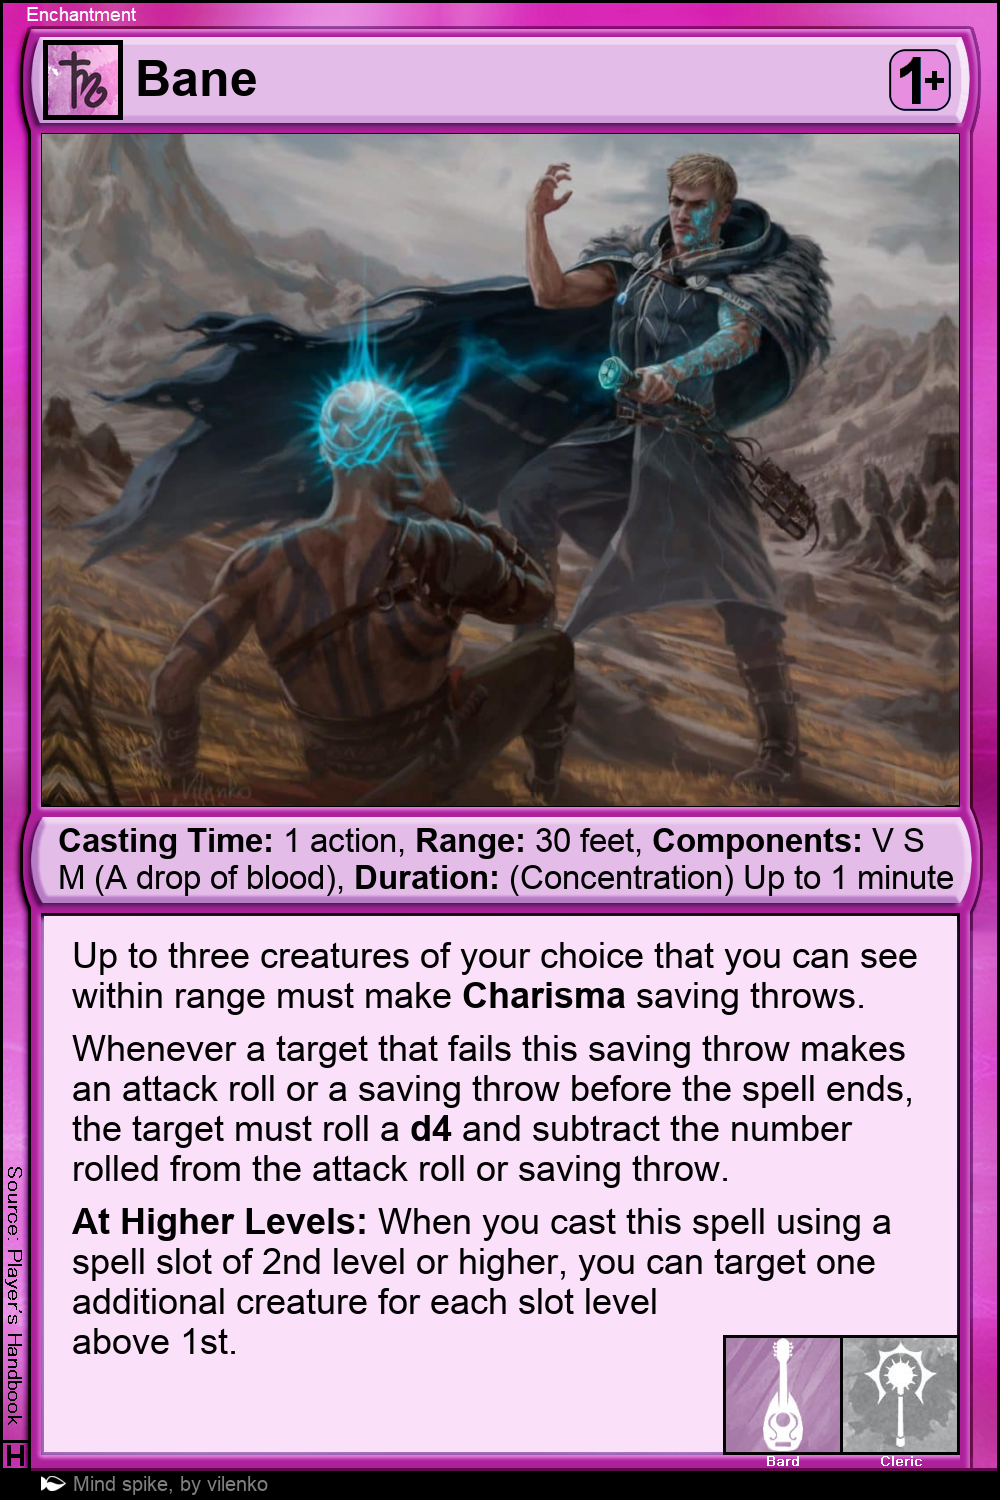 Enchantment
Bane
1+
Vilenko
Casting Time: 1 action, Range: 30 feet, Components: V S
M (A drop of blood), Duration: (Concentration) Up to 1 minute
Up to three creatures of your choice that you can see
within range must make Charisma saving throws.
Whenever a target that fails this saving throw makes
an attack roll or a saving throw before the spell ends,
the target must roll a d4 and subtract the number
rolled from the attack roll or saving throw.
At Higher Levels: When you cast this spell using a
spell slot of 2nd level or higher, you can target one
additional creature for each slot level
above 1st.
Source: Player's Handbook
H
Bard
Cleric
Mind spike, by vilenko